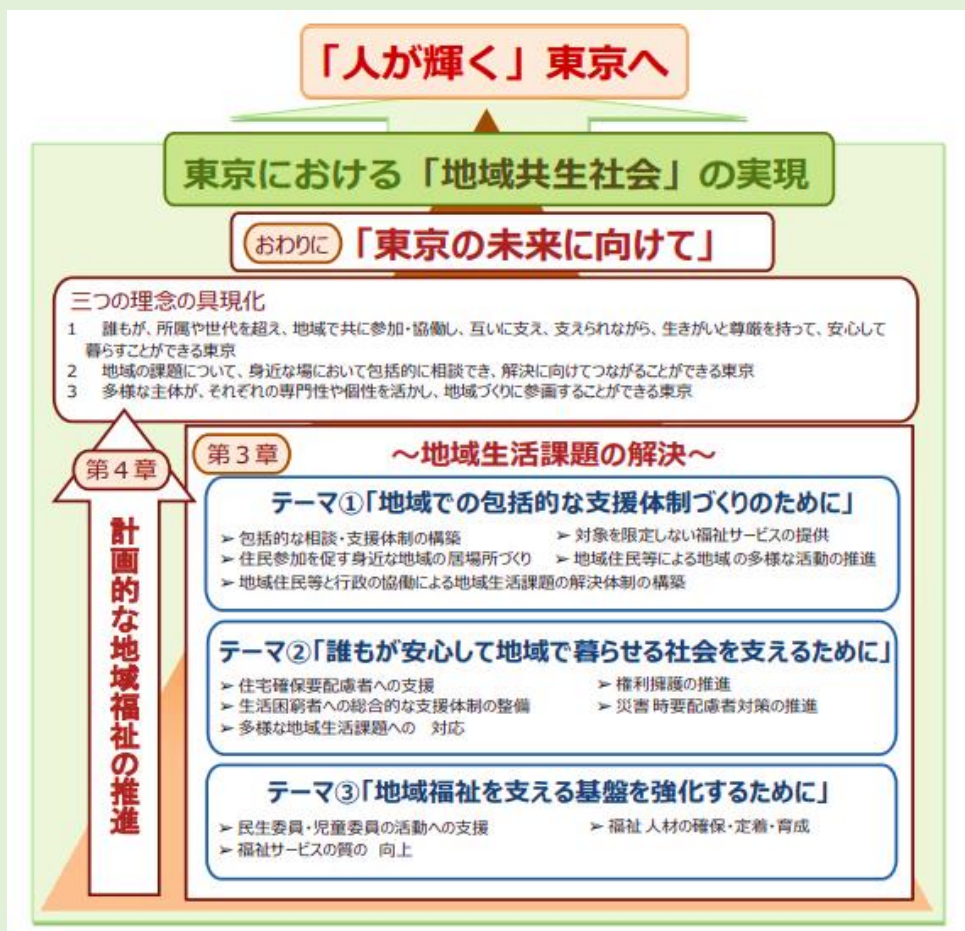 「人が輝く」東京へ
東京における「地域共生社会」の実現
おわりに「東京の未来に向けて」
三つの理念の具現化
1 誰もが、所属や世代を超え、地域で共に参加・協働し、互いに支え、支えられながら、生きがいと尊厳を持って、安心して
暮らすことができる東京
2 地域の課題について、身近な場において包括的に相談でき、解決に向けてつながることができる東京
3 多様な主体が、それぞれの専門性や個性を活かし、地域づくりに参画することができる東京
第4章
計画的な地域福祉の推進
第3章 ～地域生活課題の解決～
テーマ①「地域での包括的な支援体制づくりのために」
➢ 包括的な相談・支援体制の構築 ➢ 対象を限定しない福祉サービスの提供
➢ 住民参加を促す身近な地域の居場所づくり ➢ 地域住民等による地域の多様な活動の推進
➢ 地域住民等と行政の協働による地域生活課題の解決体制の構築
テーマ②「誰もが安心して地域で暮らせる社会を支えるために」
➢ 住宅確保要配慮者への支援 ➢ 権利擁護の推進
➢ 生活困窮者への総合的な支援体制の整備 ➢ 災害時要配慮者対策の推進
➢ 多様な地域生活課題への 対応
テーマ③「地域福祉を支える基盤を強化するために」
➢ 民生委員・児童委員の活動への支援 ➢ 福祉人材の確保・定着・育成
➢ 福祉サービスの質の 向上